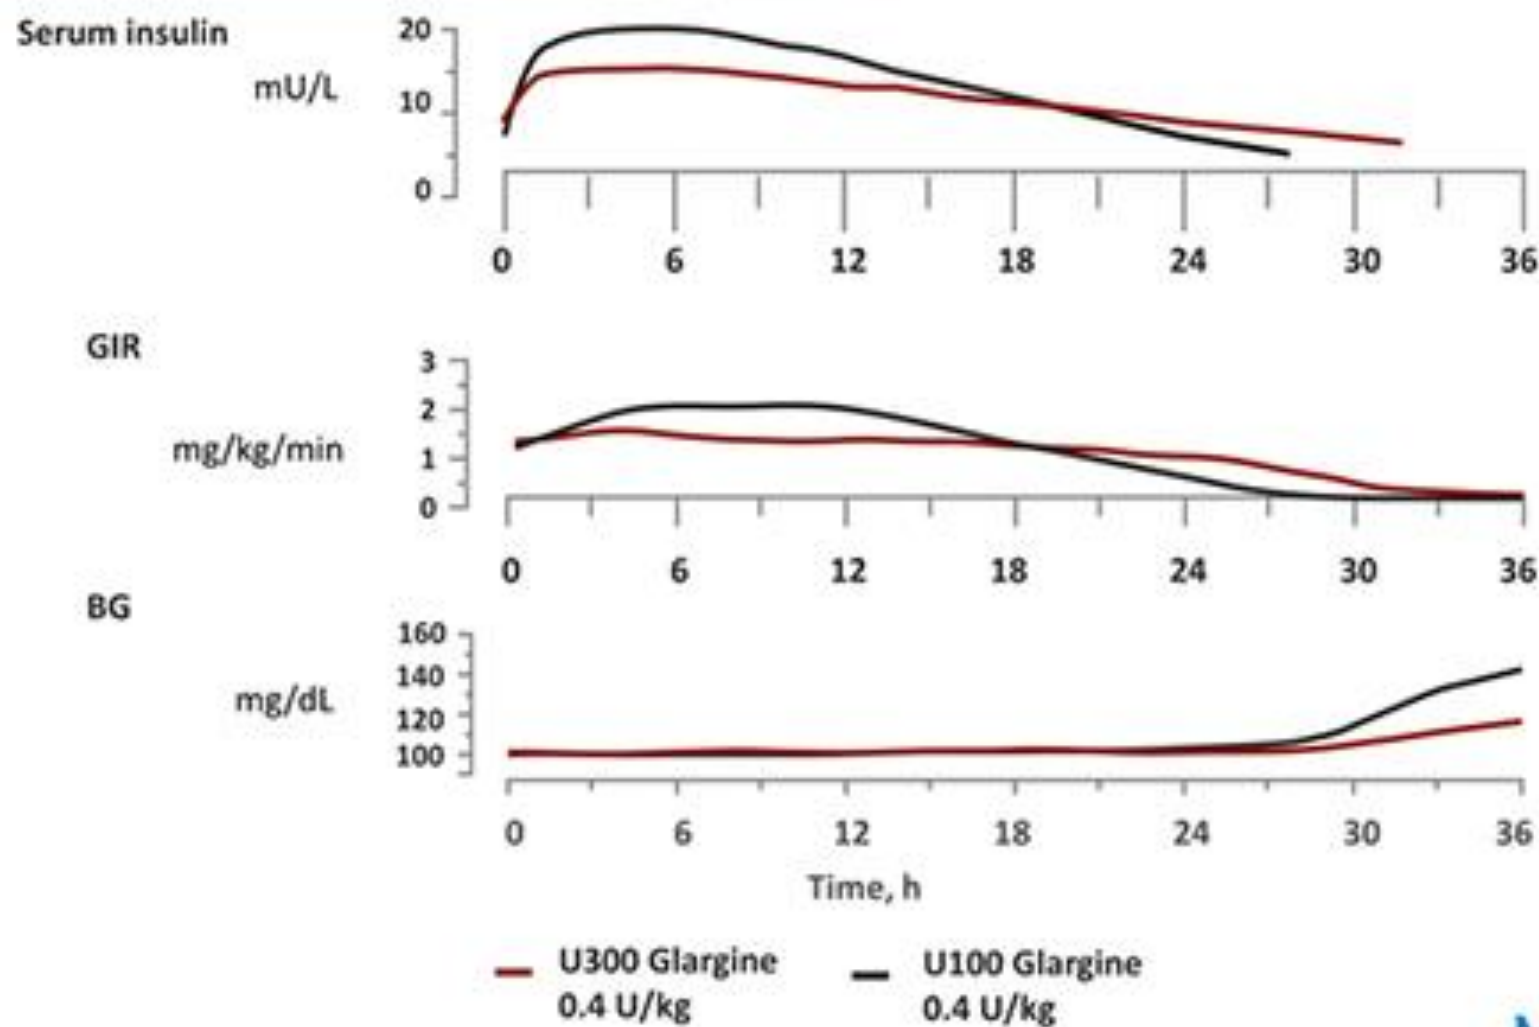 Serum insulin
mU/L
20
10
0
0 6 12 18 24 30 36
GIR
mg/kg/min
3
2
1
0
0 6 12 18 24 30 36
BG
mg/dL
160
140
120
100
0 6 12 18 24 30 36
Time, h
U300 Glargine
0.4 U/kg
U100 Glargine
0.4 U/kg